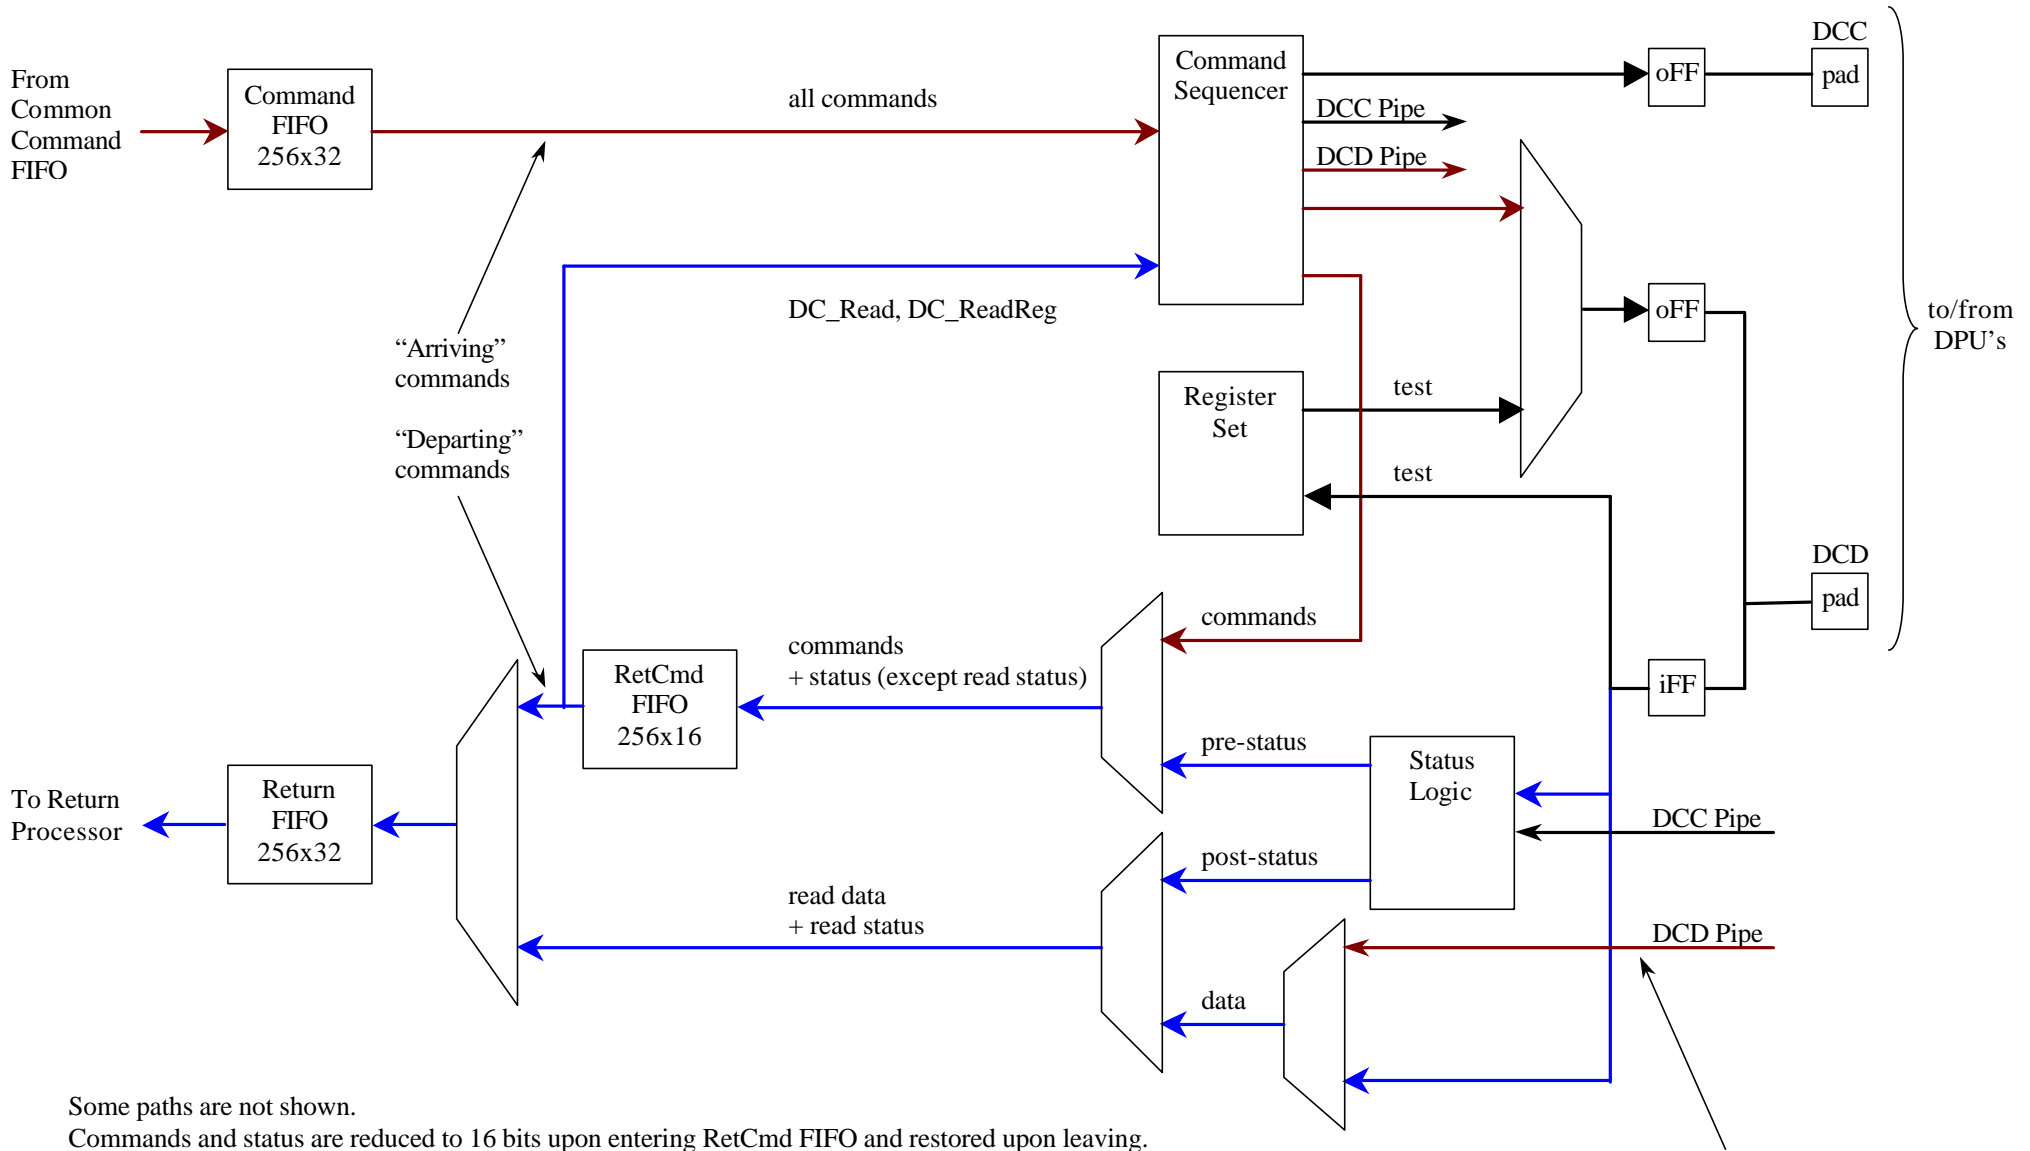 From
Common
Command
FIFO
Command
FIFO
256x32
all commands
Command
Sequencer
DCC Pipe
DCD Pipe
oFF
DCC
pad
DC_Read, DC_ReadReg
“Arriving”
commands
“Departing”
commands
Register
Set
test
test
oFF
to/from
DPU’s
DCD
pad
iFF
commands
commands
+ status (except read status)
RetCmd
FIFO
256x16
pre-status
Status
Logic
DCC Pipe
To Return
Processor
Return
FIFO
256x32
post-status
read data
+ read status
DCD Pipe
data
Some paths are not shown.
Commands and status are reduced to 16 bits upon entering RetCmd FIFO and restored upon leaving.